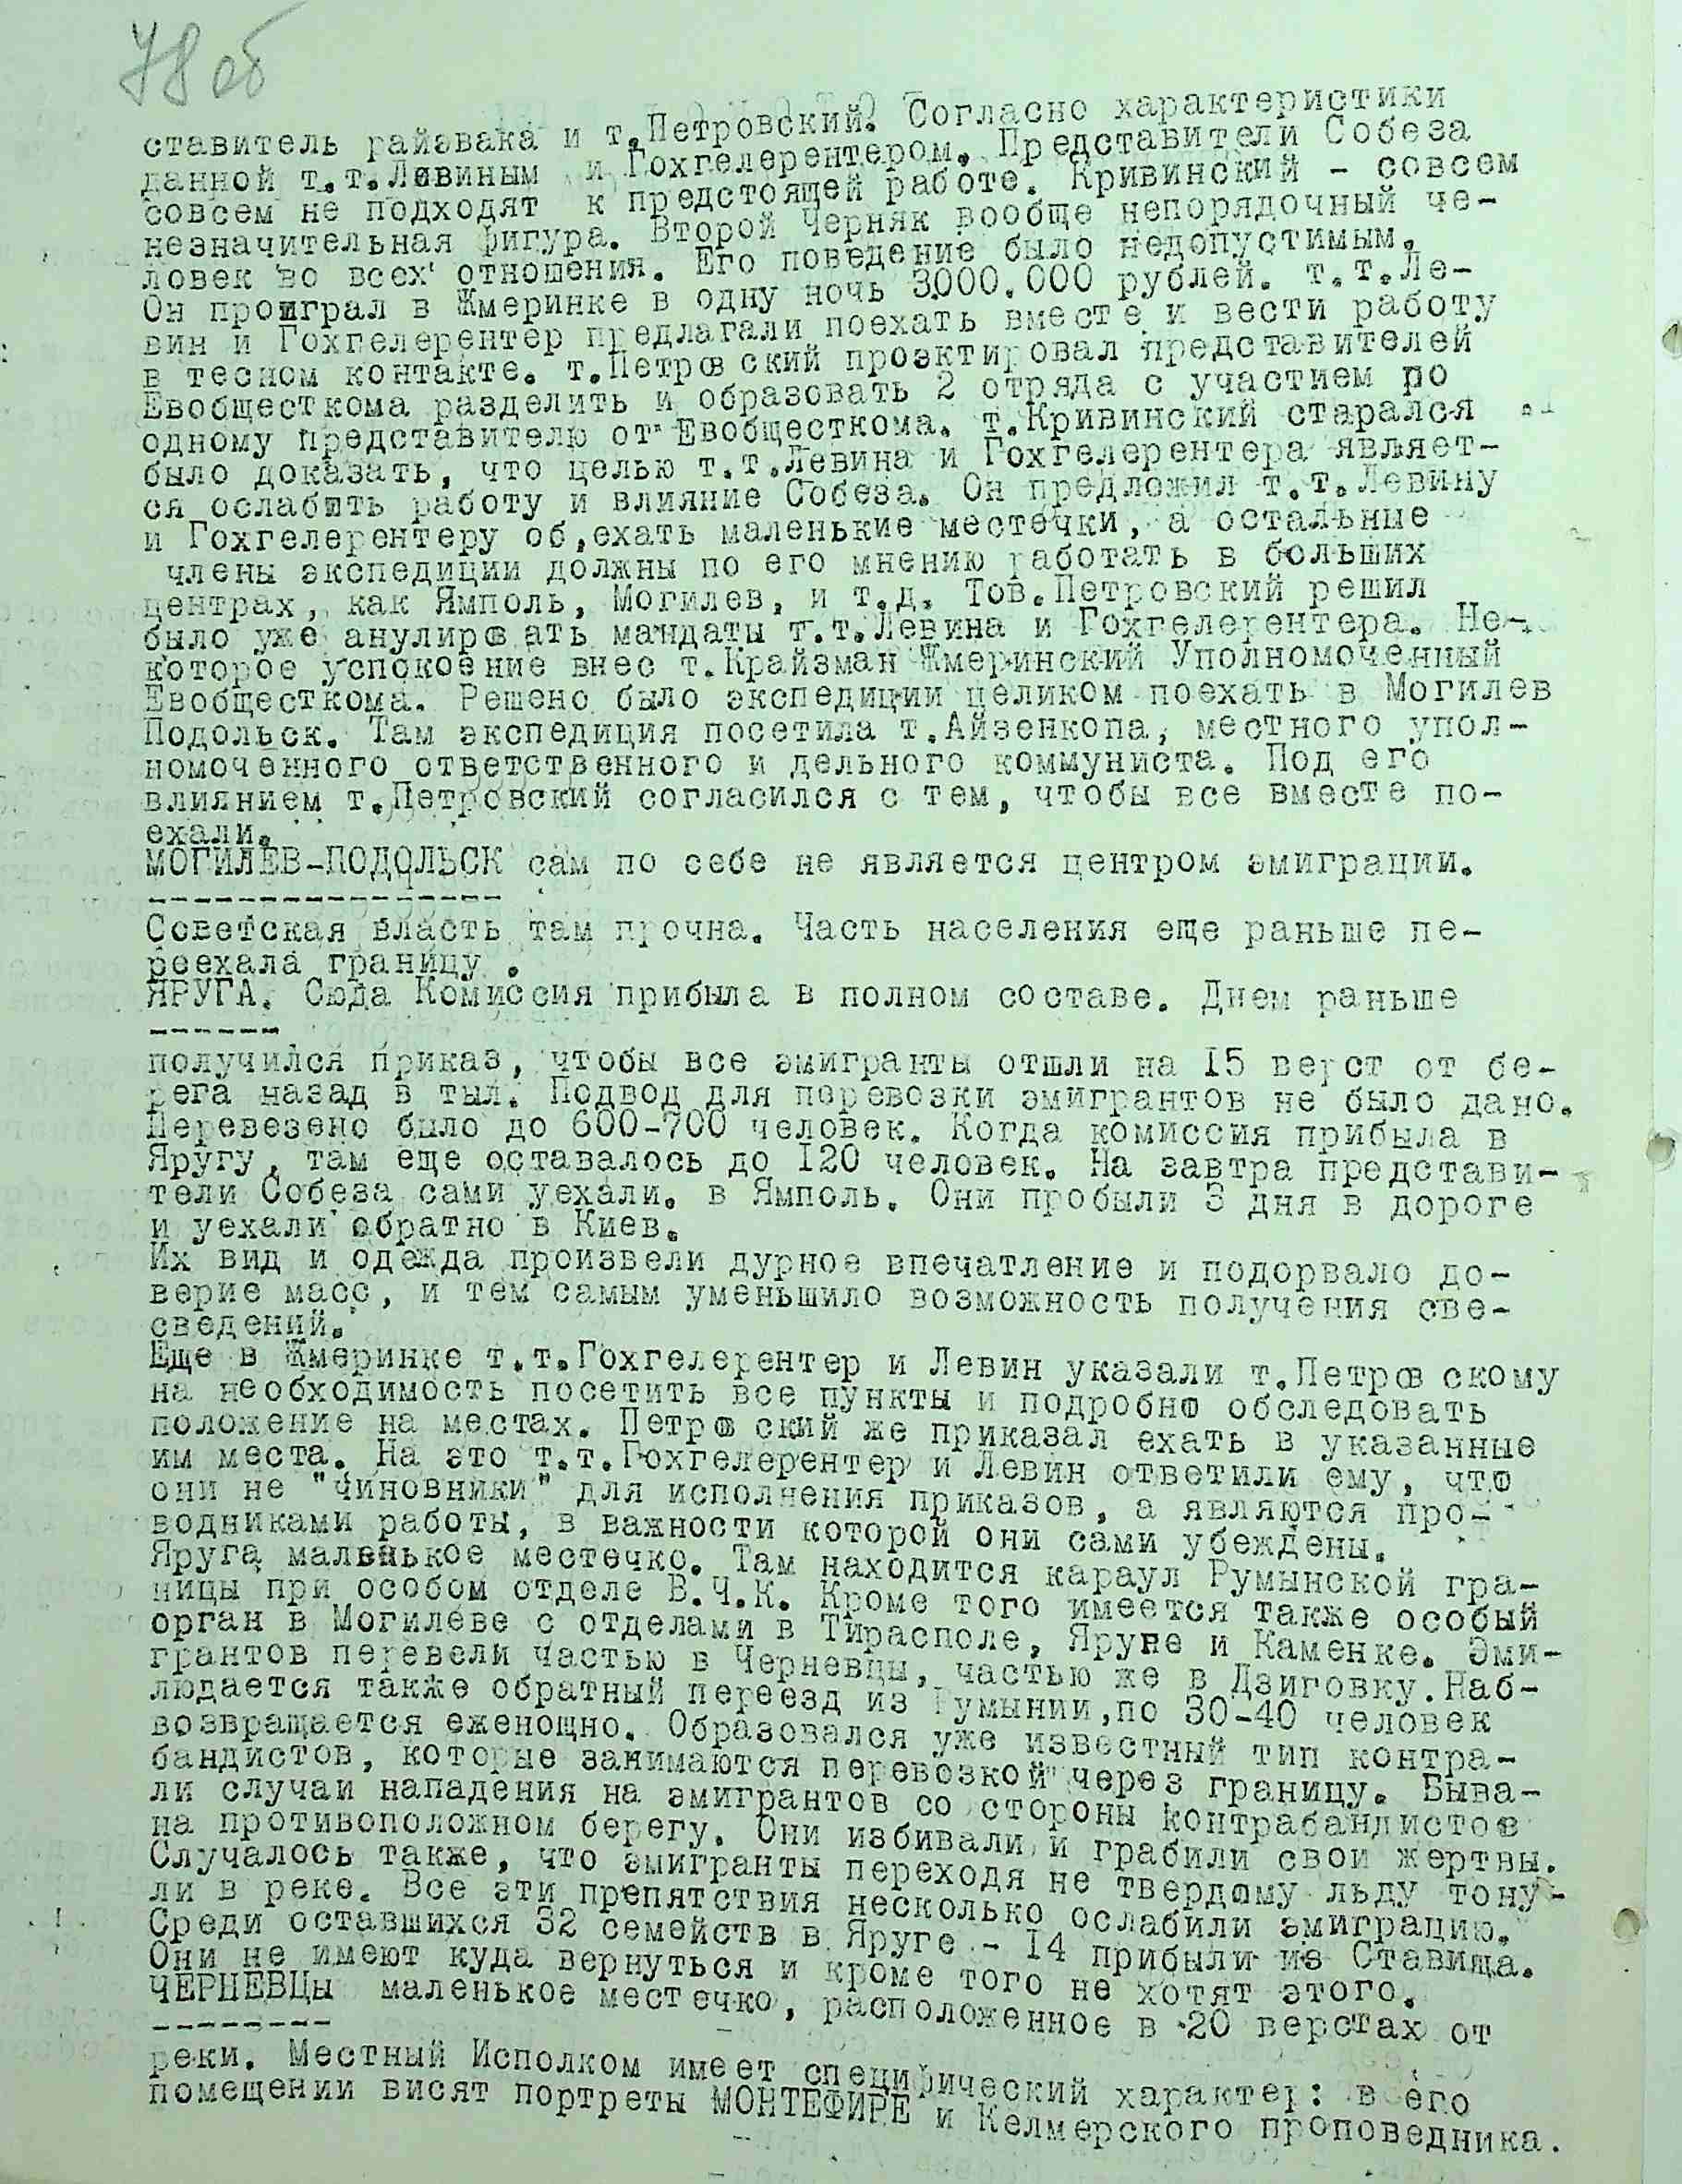 78 об
ставитель райэвака и т.Петровский. Согласно характеристики
данной т.т.Левиным и Гохгелерентером. Представители Собеза
совсем не подходят к предстоящей работе. Кривинский - совсем
незначительная фигура. Второй Черняк вообще непорядочный че-
ловек во всех отношения. Его поведение было недопустимым.
Он проиграл в Жмеринке в одну ночь 3000.000 рублей. т.т.Ле-
вин и Гохгелерентер предлагали поехать вместе и вести работу
в тесном контакте. т.Петровский проэктировал представителей
Евобщесткома разделить и образовать 2 отряда с участием по
одному представителю от Евобщесткома. т.Кривинский старался
было доказать, что целью т.т.Левина и Гохгелерентера являет-
ся ослабить работу и влияние Собеза. Он предложил т.т.Левину
и Гохгелерентеру об,ехать маленькие местечки, а остальные
члены экспедиции должны по его мнению работать в больших
центрах, как Ямполь, Могилев, и т.д. Тов.Петровский решил
было уже анулировать мандаты т.т.Левина и Гохгелерентера. Не-
которое успокоение внес т.Крайзман Жмеринский Уполномоченный
Евобщесткома. Решено было экспедиции целиком поехать в Могилев
Подольск. Там экспедиция посетила т.Айзенкопа, местного упол-
номоченного ответственного и дельного коммуниста. Под его
влиянием т.Петровский согласился с тем, чтобы все вместе по-
ехали.
МОГИЛЕВ-ПОДОЛЬСК сам по себе не является центром эмиграции.
----------------
Советская власть там прочна. Часть населения еще раньше пе-
реехала границу .
ЯРУГА. Сюда Комиссия прибыла в полном составе. Днем раньше
------
получился приказ, чтобы все эмигранты отшли на 15 верст от бе-
рега назад в тыл. Подвод для перевозки эмигрантов не было дано.
Перевезено было до 600-700 человек. Когда комиссия прибыла в
Яругу, там еще оставалось до 120 человек. На завтра представи-
тели Собеза сами уехали. в Ямполь. Они пробыли 3 дня в дороге
и уехали обратно в Киев.
Их вид и одежда произвели дурное впечатление и подорвало до-
верие масс, и тем самым уменьшило возможность получения све-
сведений.
Еще в Жмеринке т.т.Гохгелерентер и Левин указали т.Петровскому
на необходимость посетить все пункты и подробно обследовать
положение на местах. Петровский же приказал ехать в указанные
им места. На это т.т.Гохгелерентер и Левин ответили ему, что
они не "чиновники" для исполнения приказов, а являются про-
водниками работы, в важности которой они сами убеждены.
Яруга маленькое местечко. Там находится караул Румынской гра-
ницы при особом отделе В.Ч.К. Кроме того имеется также особый
орган в Могилеве с отделами в Тирасполе, Яруге и Каменке. Эми-
грантов перевели частью в Черневцы, частью же в Дзиговку.Наб-
людается также обратный переезд из Румынии,по 30-40 человек
возвращается еженощно. Образовался уже известный тип контра-
бандистов, которые занимаются перевозкой через границу. Быва-
ли случаи нападения на эмигрантов со стороны контрабандистов
на противоположном берегу. Они избивали и грабили свои жертвы.
Случалось также, что эмигранты переходя не твердому льду тону-
ли в реке. Все эти препятствия несколько ослабили эмиграцию.
Среди оставшихся 32 семейств в Яруге - 14 прибыли из Ставища.
Они не имеют куда вернуться и кроме того не хотят этого.
ЧЕРНЕВЦы маленькое местечко, расположенное в 20 верстах от
--------
реки. Местный Исполком имеет специфический характер: в его
помещении висят портреты МОНТЕФИРЕ и Келмерского проповедника.